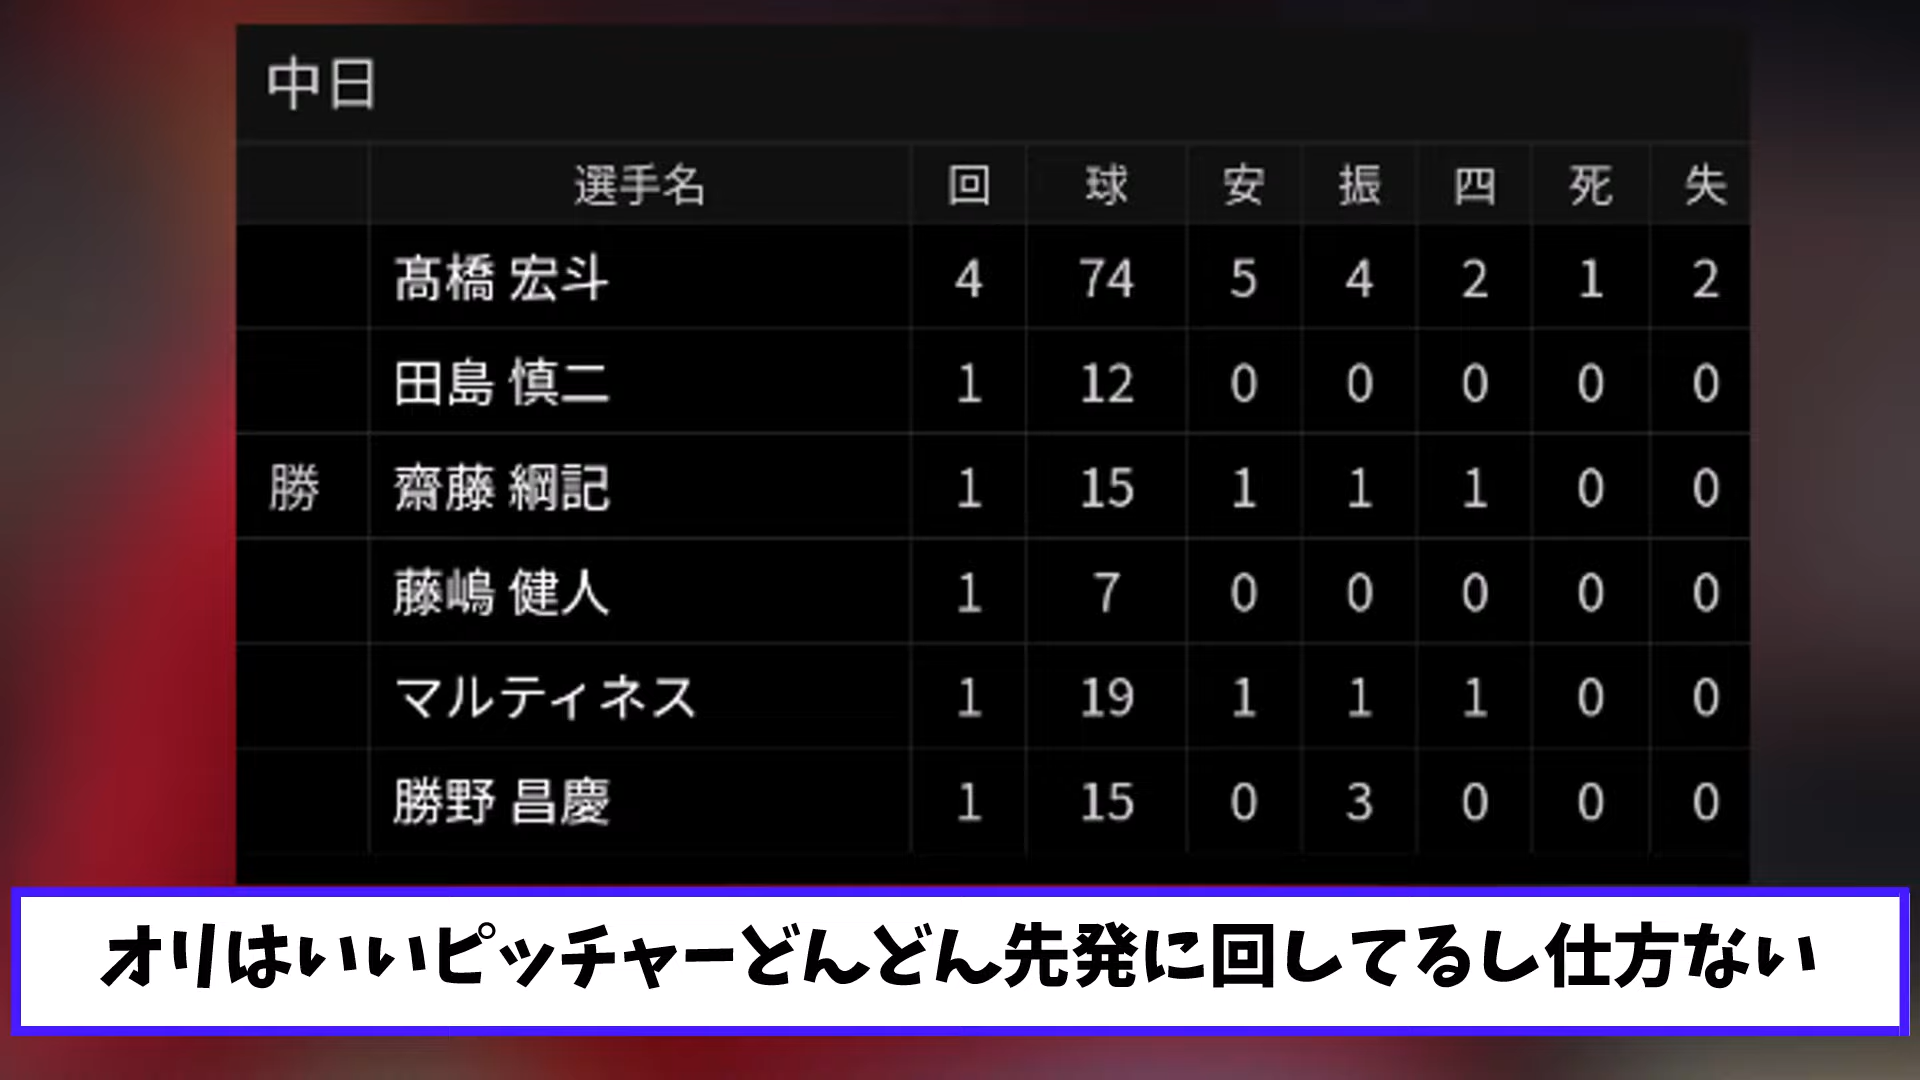 中日
選手名 回 球 安 振 四 死 失
髙橋 宏斗 4 74 5 4 2 1 2
田島 慎二 1 12 0 0 0 0 0
勝 齋藤 綱記 1 15 1 1 1 0 0
藤嶋 健人 1 7 0 0 0 0 0
マルティネス 1 19 1 1 1 0 0
勝野 昌慶 1 15 0 3 0 0 0
オリはいいピッチャーどんどん先発に回してるし仕方ない